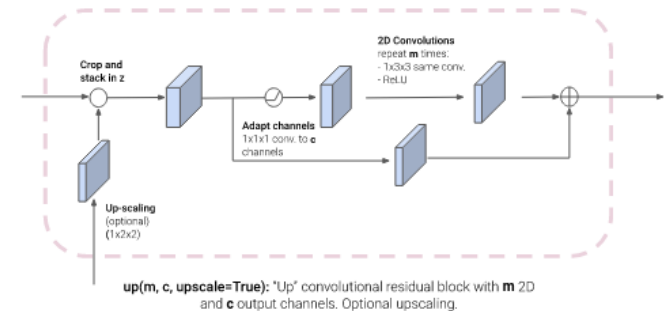 2D Convolutions
repeat m times:
- 1x3x3 same conv.
- ReLU
Crop and
stack in z
Adapt channels
1x1x1 conv. to c
channels
Up-scaling
(optional)
(1x2x2)
up(m, c, upscale=True): "Up" convolutional residual block with m 2D
and c output channels. Optional upscaling.